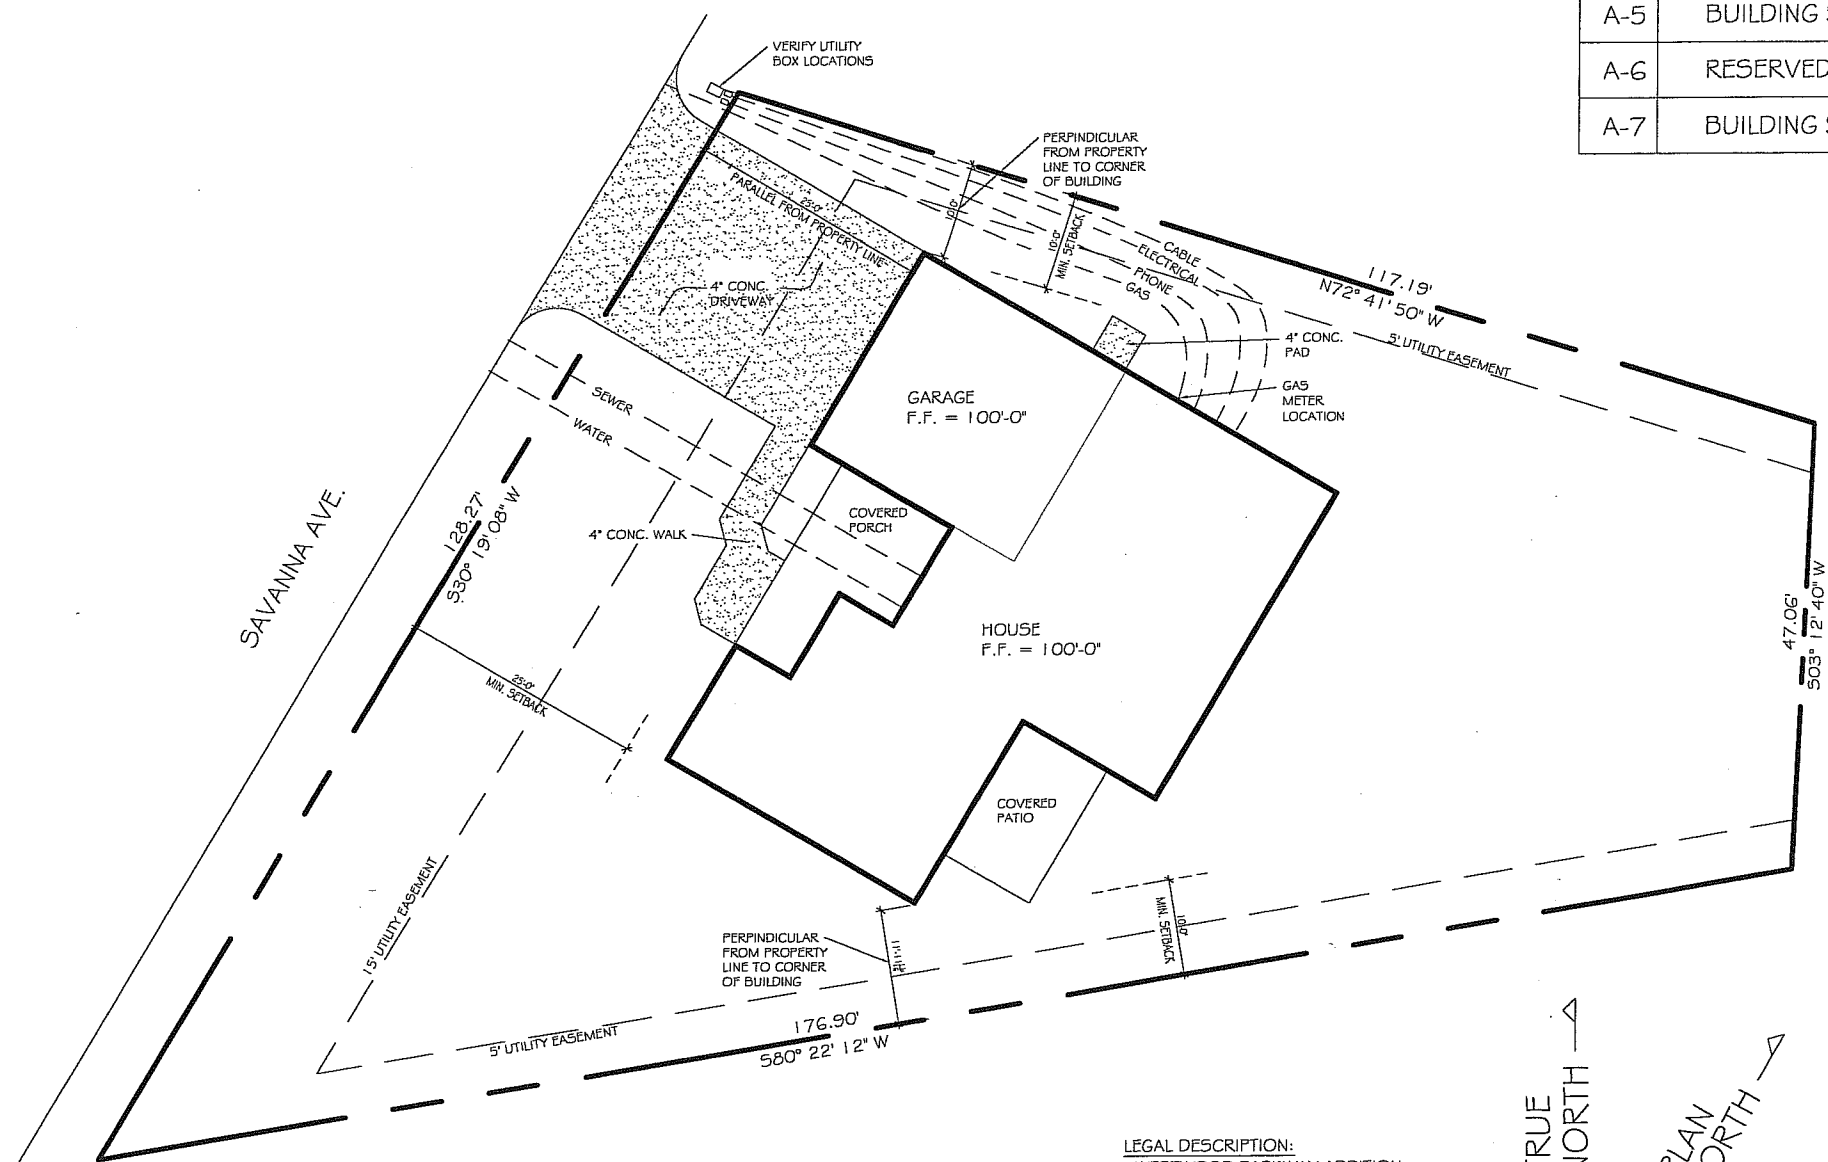 A-5 BUILDING
A-6 RESERVED
A-7 BUILDING
VERIFY UTILITY
BOX LOCATIONS
PERPINDICULAR
FROM PROPERTY
LINE TO CORNER
OF BUILDING
25'-0"
PARALLEL FROM PROPERTY LINE
10'-0"
10'-0"
MIN. SETBACK
CABLE
ELECTRICAL
PHONE
GAS
117.19'
N72° 41' 50" W
5' UTILITY EASEMENT
4" CONC.
DRIVEWAY
4" CONC.
PAD
GAS
METER
LOCATION
GARAGE
F.F. = 100'-0"
SEWER
WATER
COVERED
PORCH
4" CONC. WALK
SAVANNA AVE.
128.27'
S30° 19' 08" W
HOUSE
F.F. = 100'-0"
47.06'
S03° 12' 40" W
25'-0"
MIN. SETBACK
COVERED
PATIO
15' UTILITY EASEMENT
PERPINDICULAR
FROM PROPERTY
LINE TO CORNER
OF BUILDING
10'-0"
MIN. SETBACK
5' UTILITY EASEMENT
176.90'
S80° 22' 12" W
TRUE
NORTH
PLAN
NORTH
LEGAL DESCRIPTION: